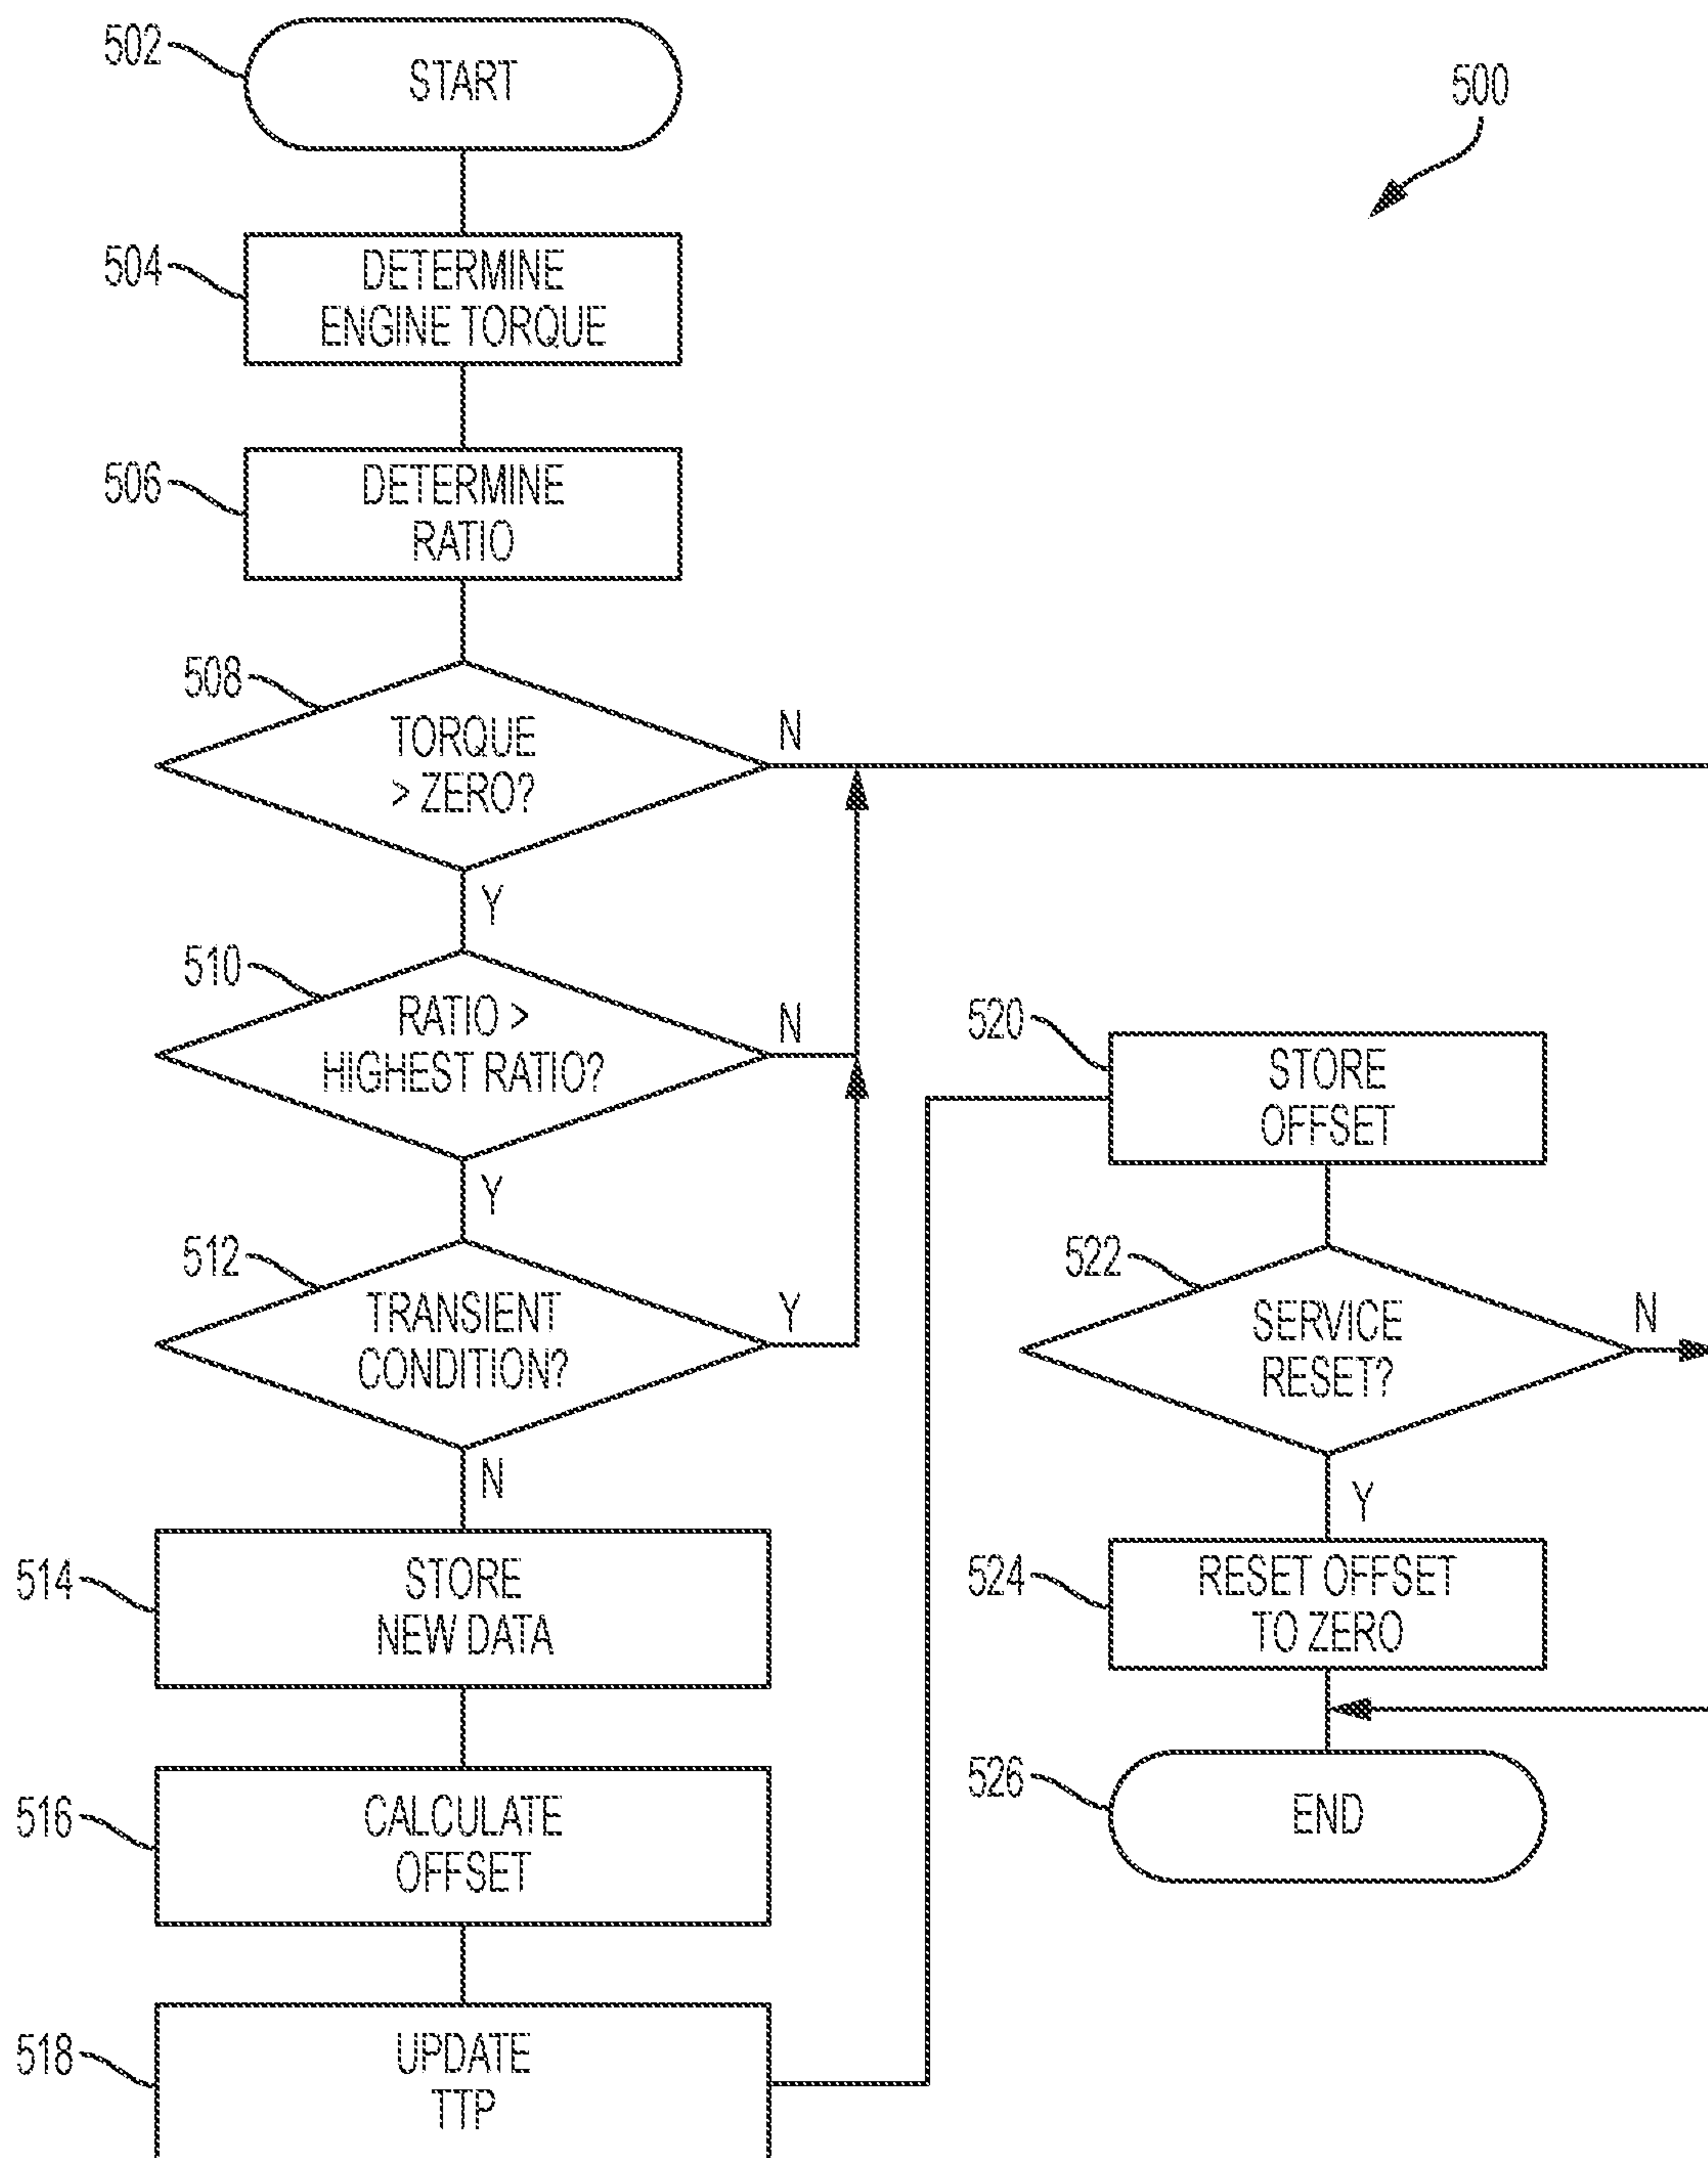 502
START
500
504
DETERMINE
ENGINE TORQUE
506
DETERMINE
RATIO
508
TORQUE
> ZERO?
N
Y
510
RATIO >
HIGHEST RATIO?
N
Y
512
TRANSIENT
CONDITION?
Y
N
514
STORE
NEW DATA
516
CALCULATE
OFFSET
518
UPDATE
TTP
520
STORE
OFFSET
522
SERVICE
RESET?
N
Y
524
RESET OFFSET
TO ZERO
526
END